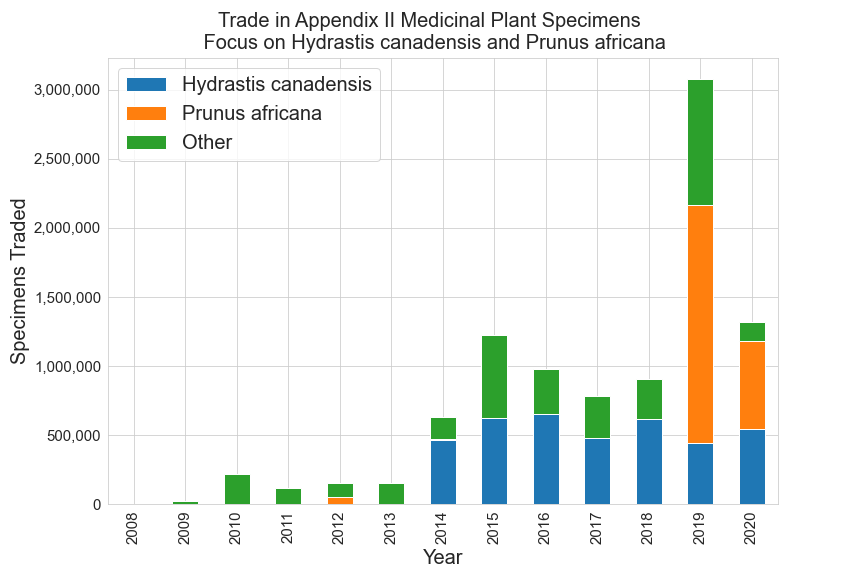 Trade in Appendix II Medicinal Plant Specimens
Focus on Hydrastis canadensis and Prunus africana
Hydrastis canadensis
Prunus africana
Other
Specimens Traded
3,000,000
2,500,000
2,000,000
1,500,000
1,000,000
500,000
0
2008 2009 2010 2011 2012 2013 2014 2015 2016 2017 2018 2019 2020
Year